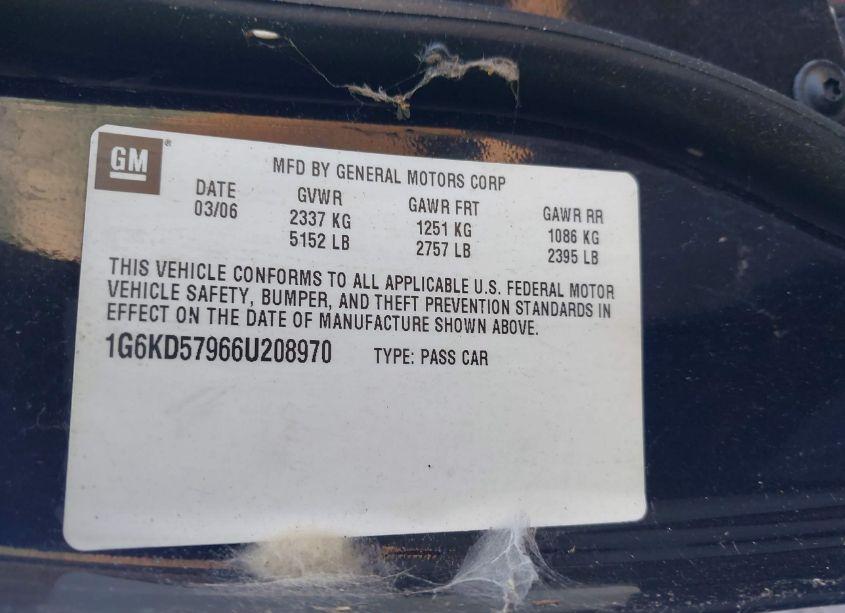 GM ®
MFD BY GENERAL MOTORS CORP
DATE GVWR GAWR FRT GAWR RR
03/06 2337 KG 1251 KG 1086 KG
5152 LB 2757 LB 2395 LB
THIS VEHICLE CONFORMS TO ALL APPLICABLE U.S. FEDERAL MOTOR
VEHICLE SAFETY, BUMPER, AND THEFT PREVENTION STANDARDS IN
EFFECT ON THE DATE OF MANUFACTURE SHOWN ABOVE.
1G6KD57966U208970 TYPE: PASS CAR